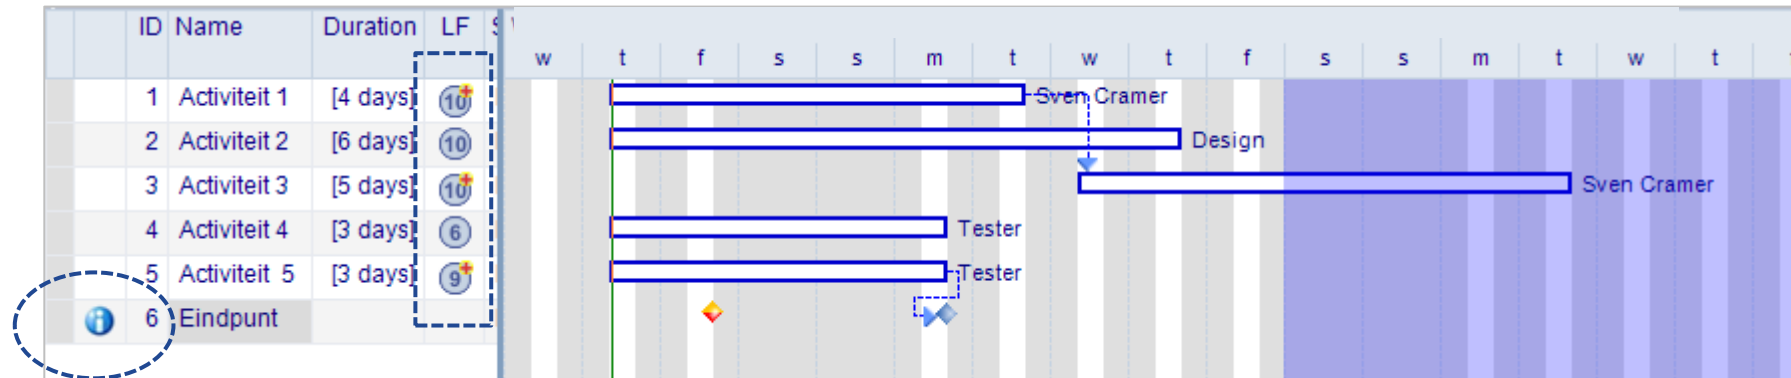 ID Name Duration LF
w t f s s m t w t f s s m t w t
1 Activiteit 1 [4 days] 10 Sven Cramer
2 Activiteit 2 [6 days] 10 Design
3 Activiteit 3 [5 days] 10 Sven Cramer
4 Activiteit 4 [3 days] 6 Tester
5 Activiteit 5 [3 days] 9 Tester
6 Eindpunt